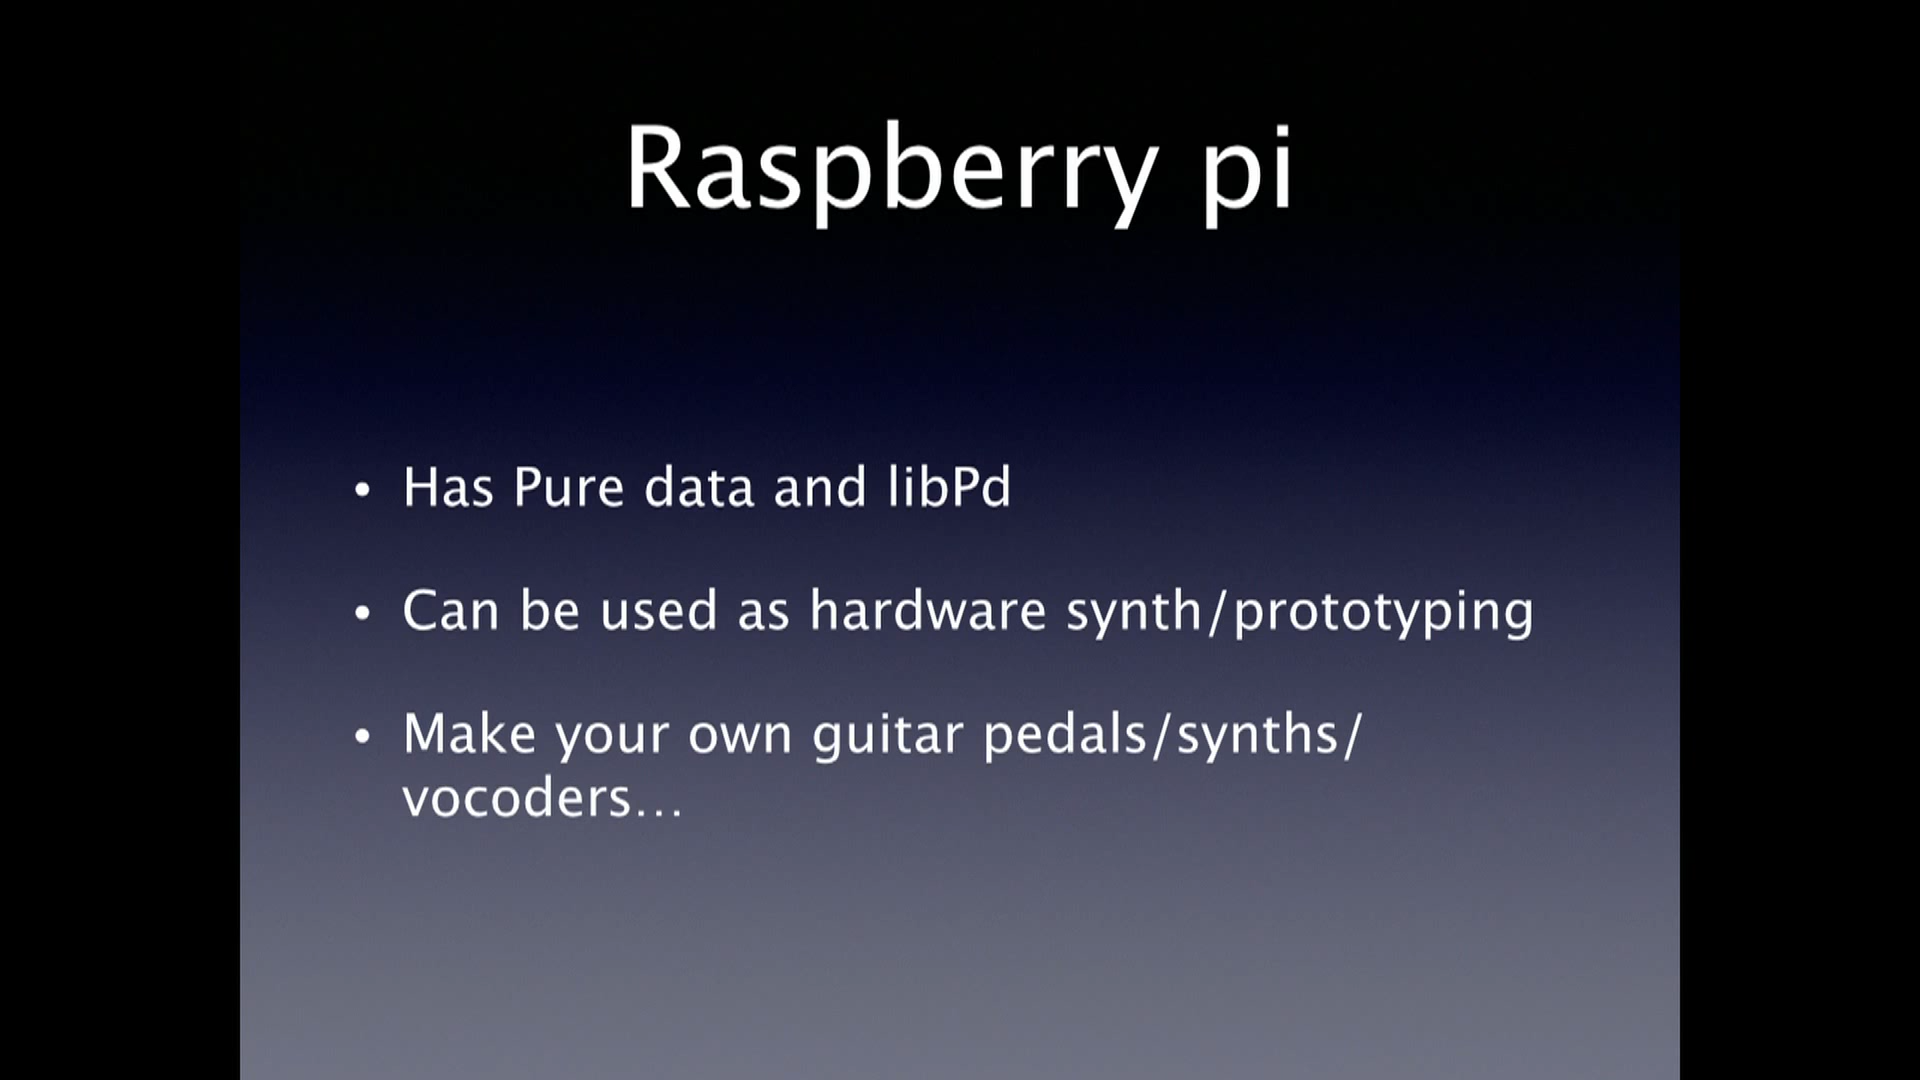 Raspberry pi
• Has Pure data and libPd
• Can be used as hardware synth/prototyping
• Make your own guitar pedals/synths/
vocoders...